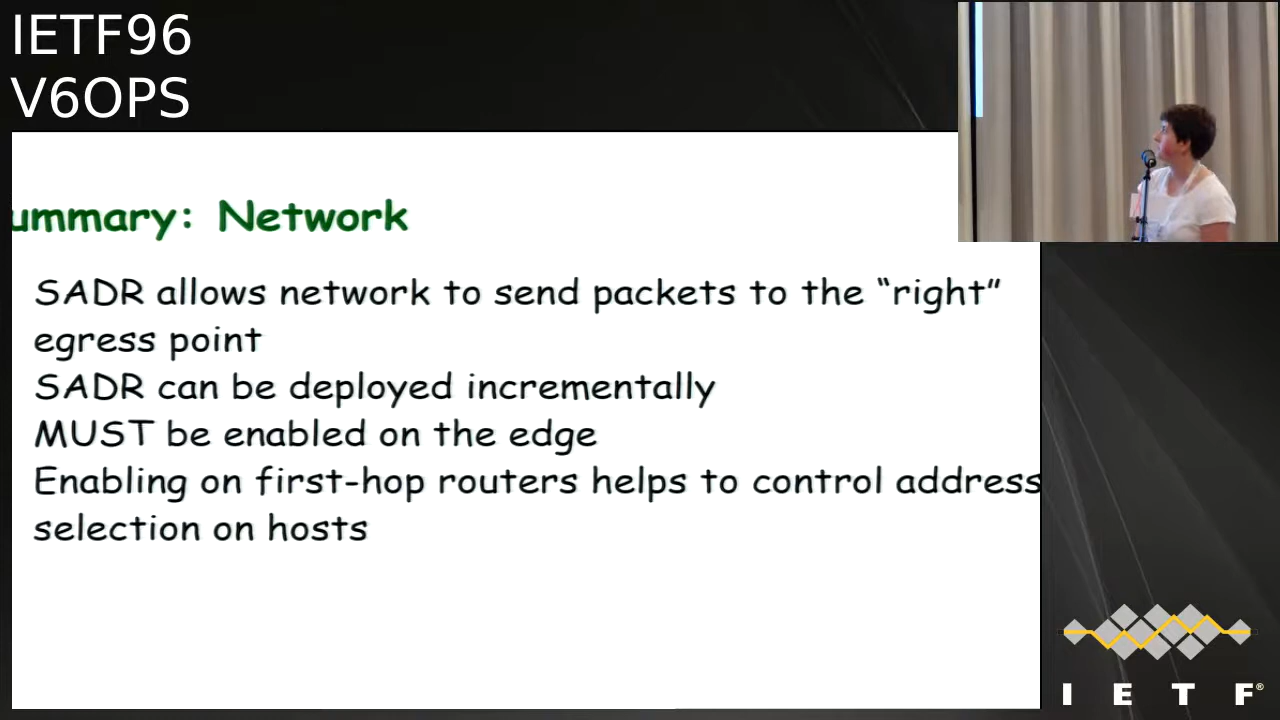 IETF96
V6OPS
ummary: Network
SADR allows network to send packets to the “right”
egress point
SADR can be deployed incrementally
MUST be enabled on the edge
Enabling on first-hop routers helps to control address
selection on hosts
I E T F®